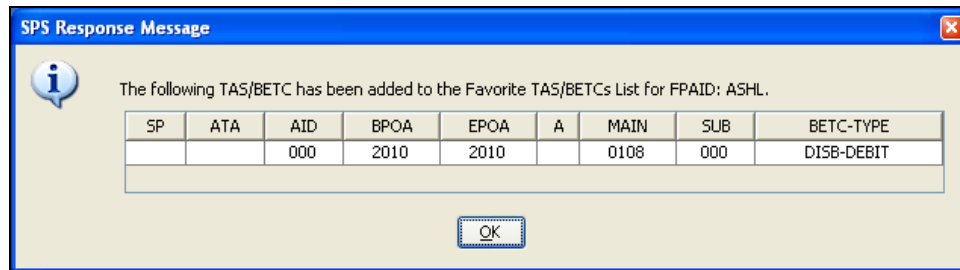 SPS Response Message
The following TAS/BETC has been added to the Favorite TAS/BETCs List for FPAID: ASHL.
SP ATA AID BPOA EPOA A MAIN SUB BETC-TYPE
000 2010 2010 0108 000 DISB-DEBIT
OK